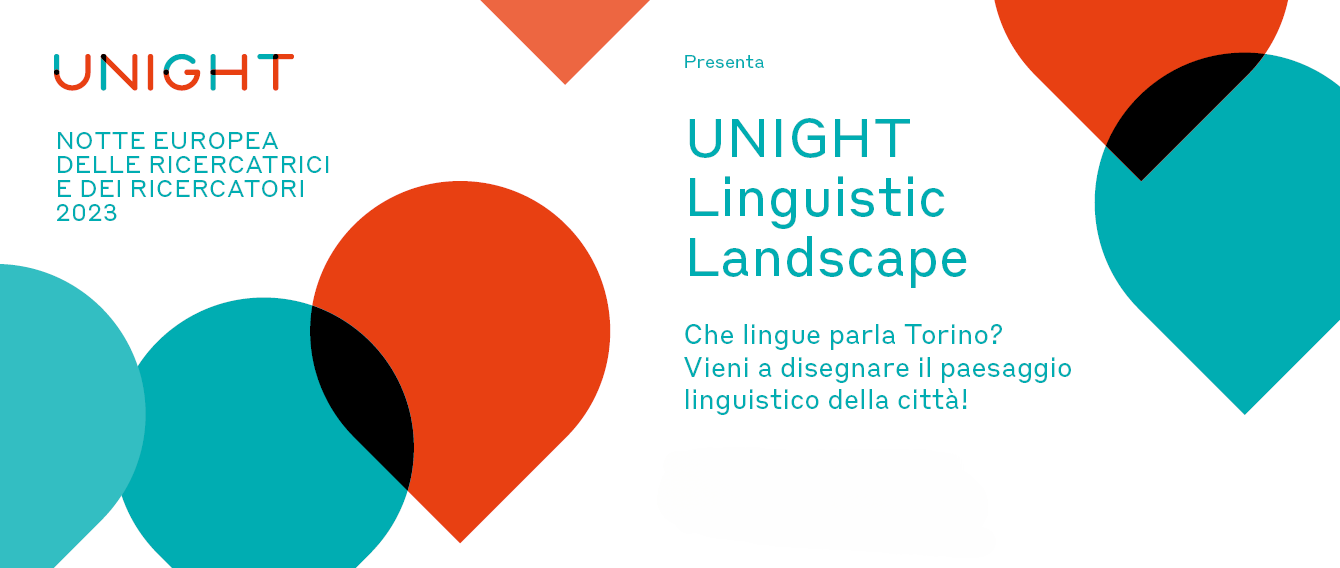 UNIGHT
NOTTE EUROPEA
DELLE RICERCATRICI
E DEI RICERCATORI
2023
Presenta
UNIGHT
Linguistic
Landscape
Che lingue parla Torino?
Vieni a disegnare il paesaggio
linguistico della città!